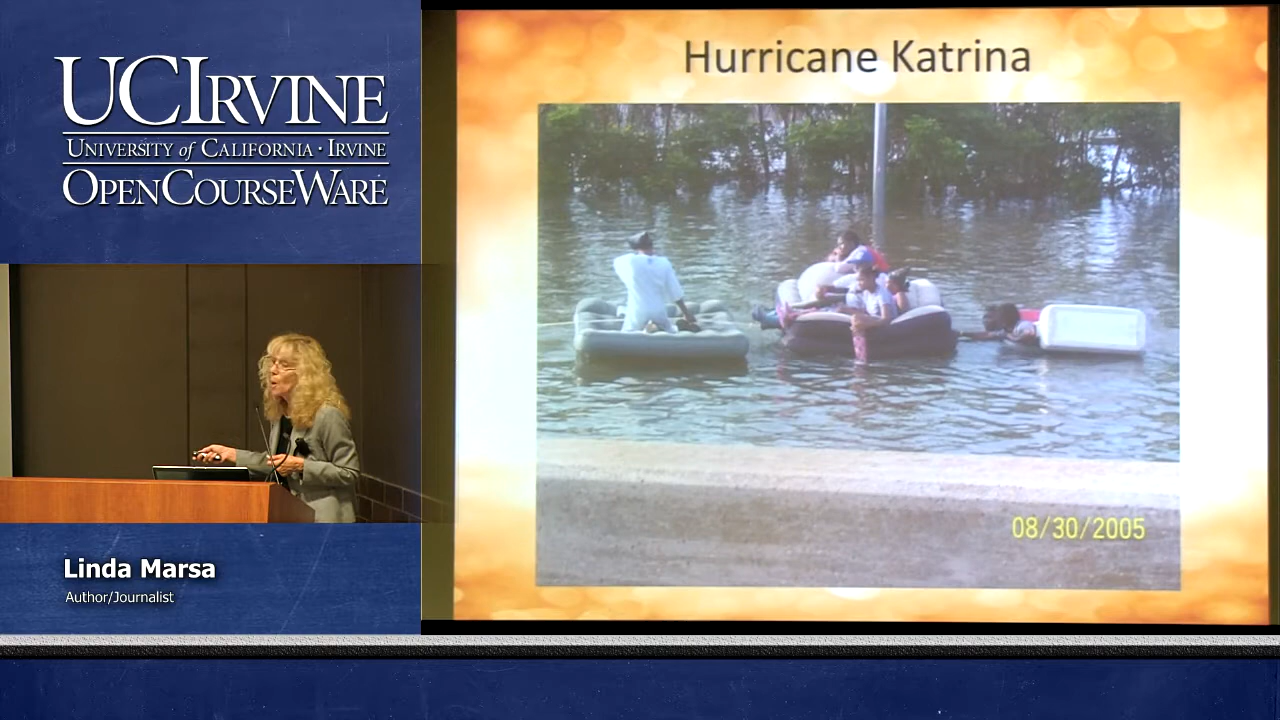 UCIRVINE
UNIVERSITY of CALIFORNIA · IRVINE
OPENCOURSEWARE
Linda Marsa
Author/Journalist
Hurricane Katrina
08/30/2005